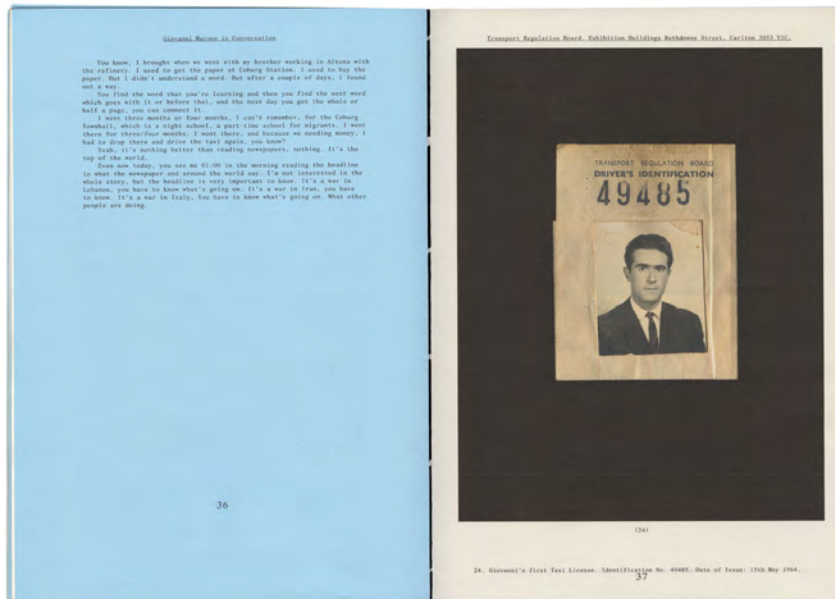 Giovanni Marone in Conversation
You know, I brought when we went with my brother working in Altona with
the refinery. I used to get the paper at Coburg Station. I used to buy the
paper. But I didn't understand a word. But after a couple of days, I found
out a way.
You find the word that you're learning and then you find the next word
which goes with it or before that, and the next day you got the whole or
half a page, you can connect it.
I went three months or four months, I can't remember, for the Coburg
Townhall, which is a night school, a part-time school for migrants. I went
there for three/four months. I went there, and because we needing money, I
had to drop there and drive the taxi again, you know?
Yeah, it's nothing better than reading newspapers, nothing. It's the
top of the world.
Even now today, you see me 01:00 in the morning reading the headline
is what the newspaper and around the world say. I'm not interested in the
whole story, but the headline is very important to know. It's a war in
Lebanon, you have to know what's going on. It's a war in Iran, you have
to know. It's a war in Italy, You have to know what's going on. What other
people are doing.
36
Transport Regulation Board. Exhibition Buildings Rathdowne Street, Carlton 3053 VIC.
TRANSPORT REGULATION BOARD
DRIVER'S IDENTIFICATION
49485
(24)
24. Giovanni's first Taxi License. Identification No. 49485. Date of Issue: 15th May 1964.
37